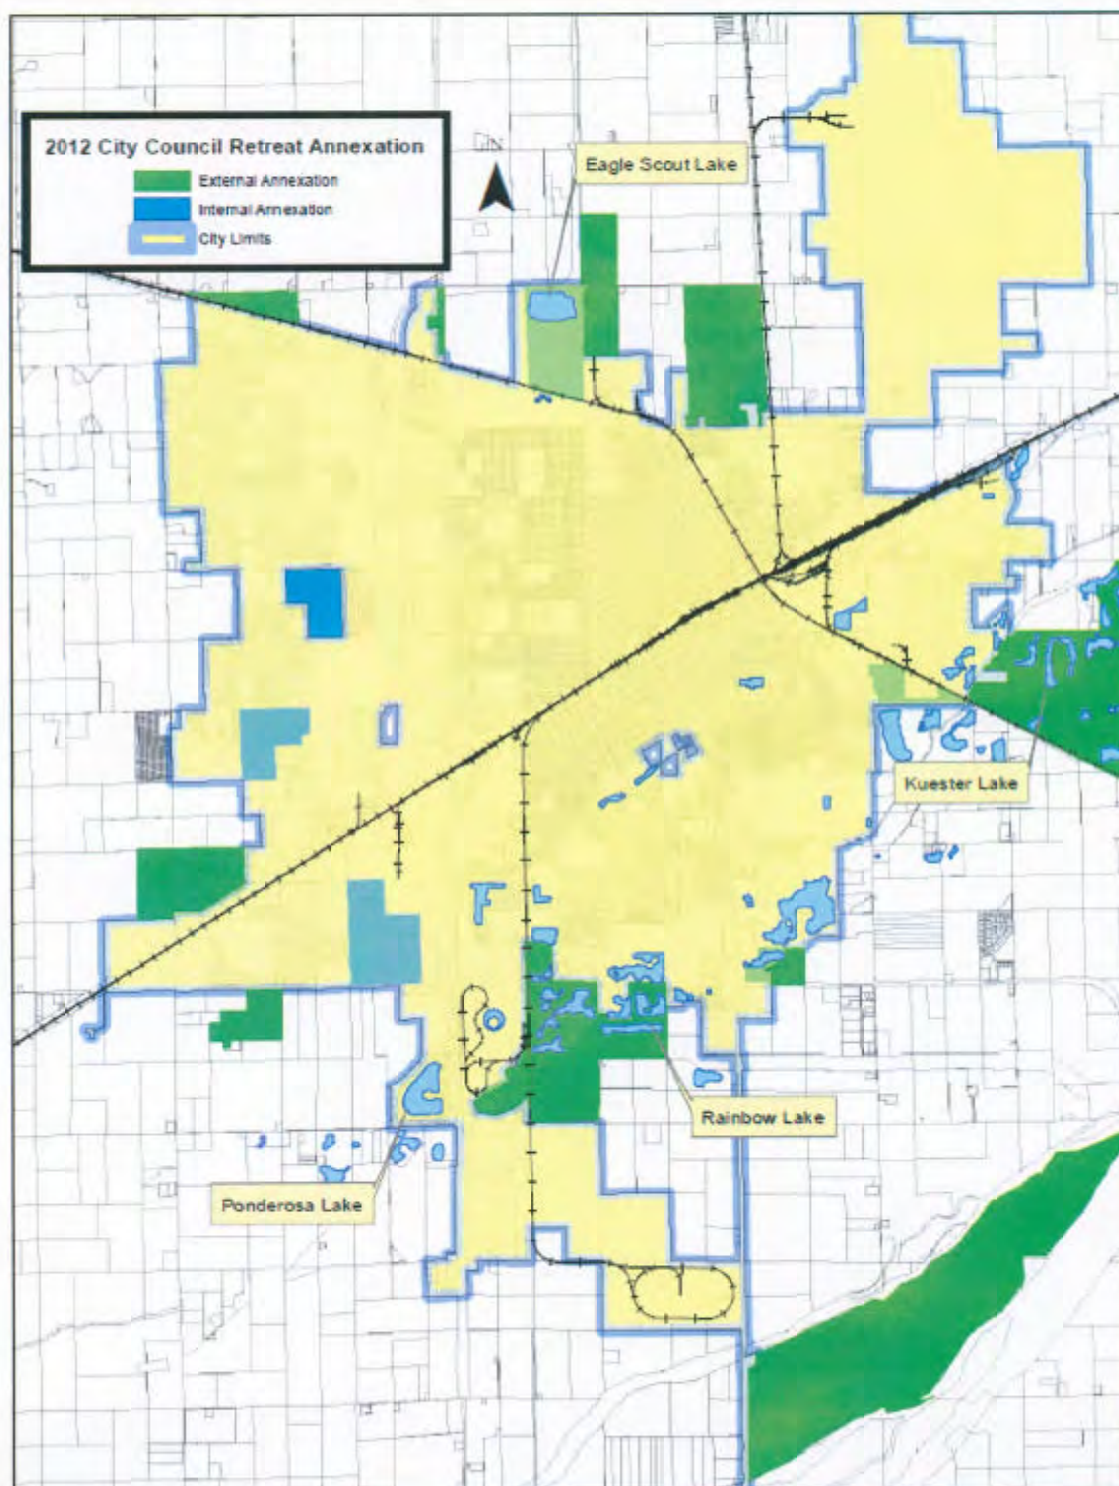 2012 City Council Retreat Annexation
External Annexation
Internal Annexation
City Limits
Eagle Scout Lake
Kuester Lake
Rainbow Lake
Ponderosa Lake